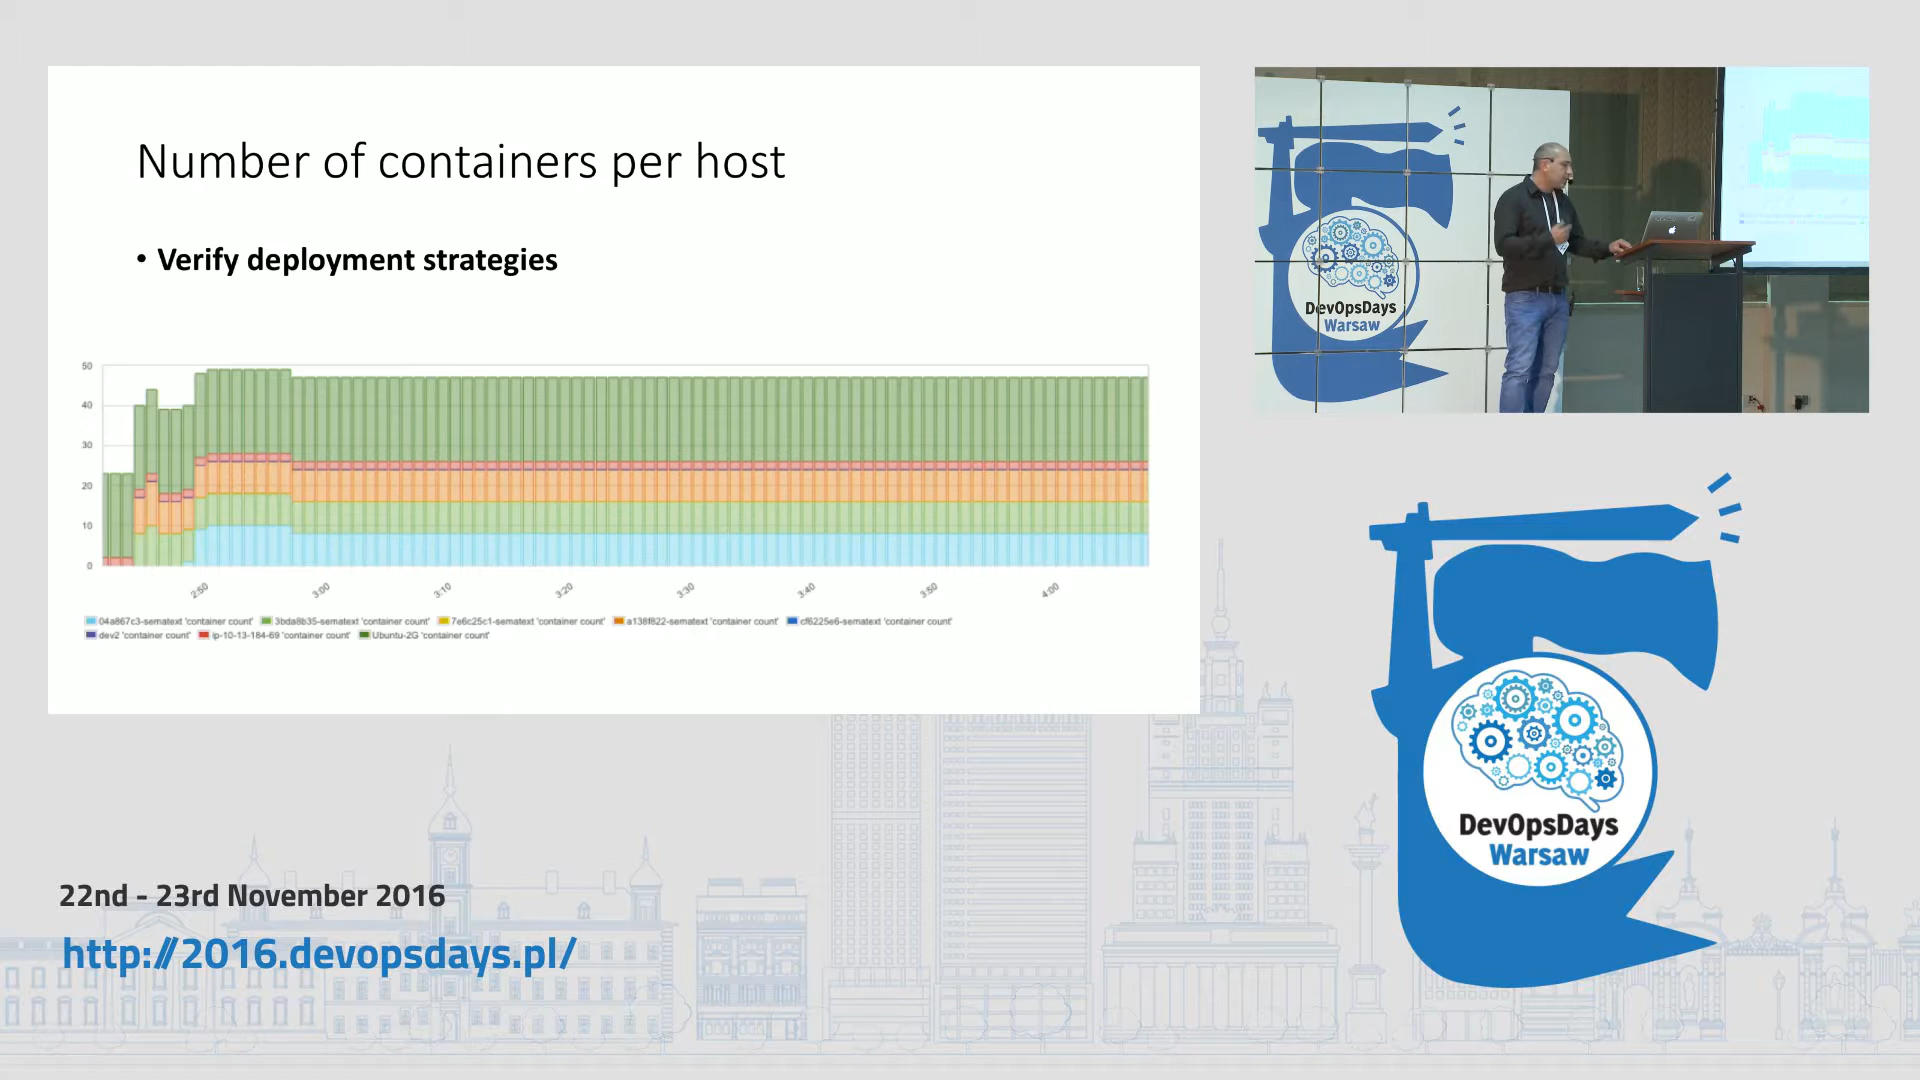 Number of containers per host
• Verify deployment strategies
50
40
30
20
10
0
2:50
3:00
3:10
3:20
3:30
3:40
3:50
4:00
04a867c3-sematext 'container count'
3bda8b35-sematext 'container count'
7e6c25c1-sematext 'container count'
a138f822-sematext 'container count'
cf6225e6-sematext 'container count'
dev2 'container count'
ip-10-13-184-69 'container count'
Ubuntu-2G 'container count'
DevOpsDays
Warsaw
DevOpsDays
Warsaw
22nd - 23rd November 2016
http://2016.devopsdays.pl/